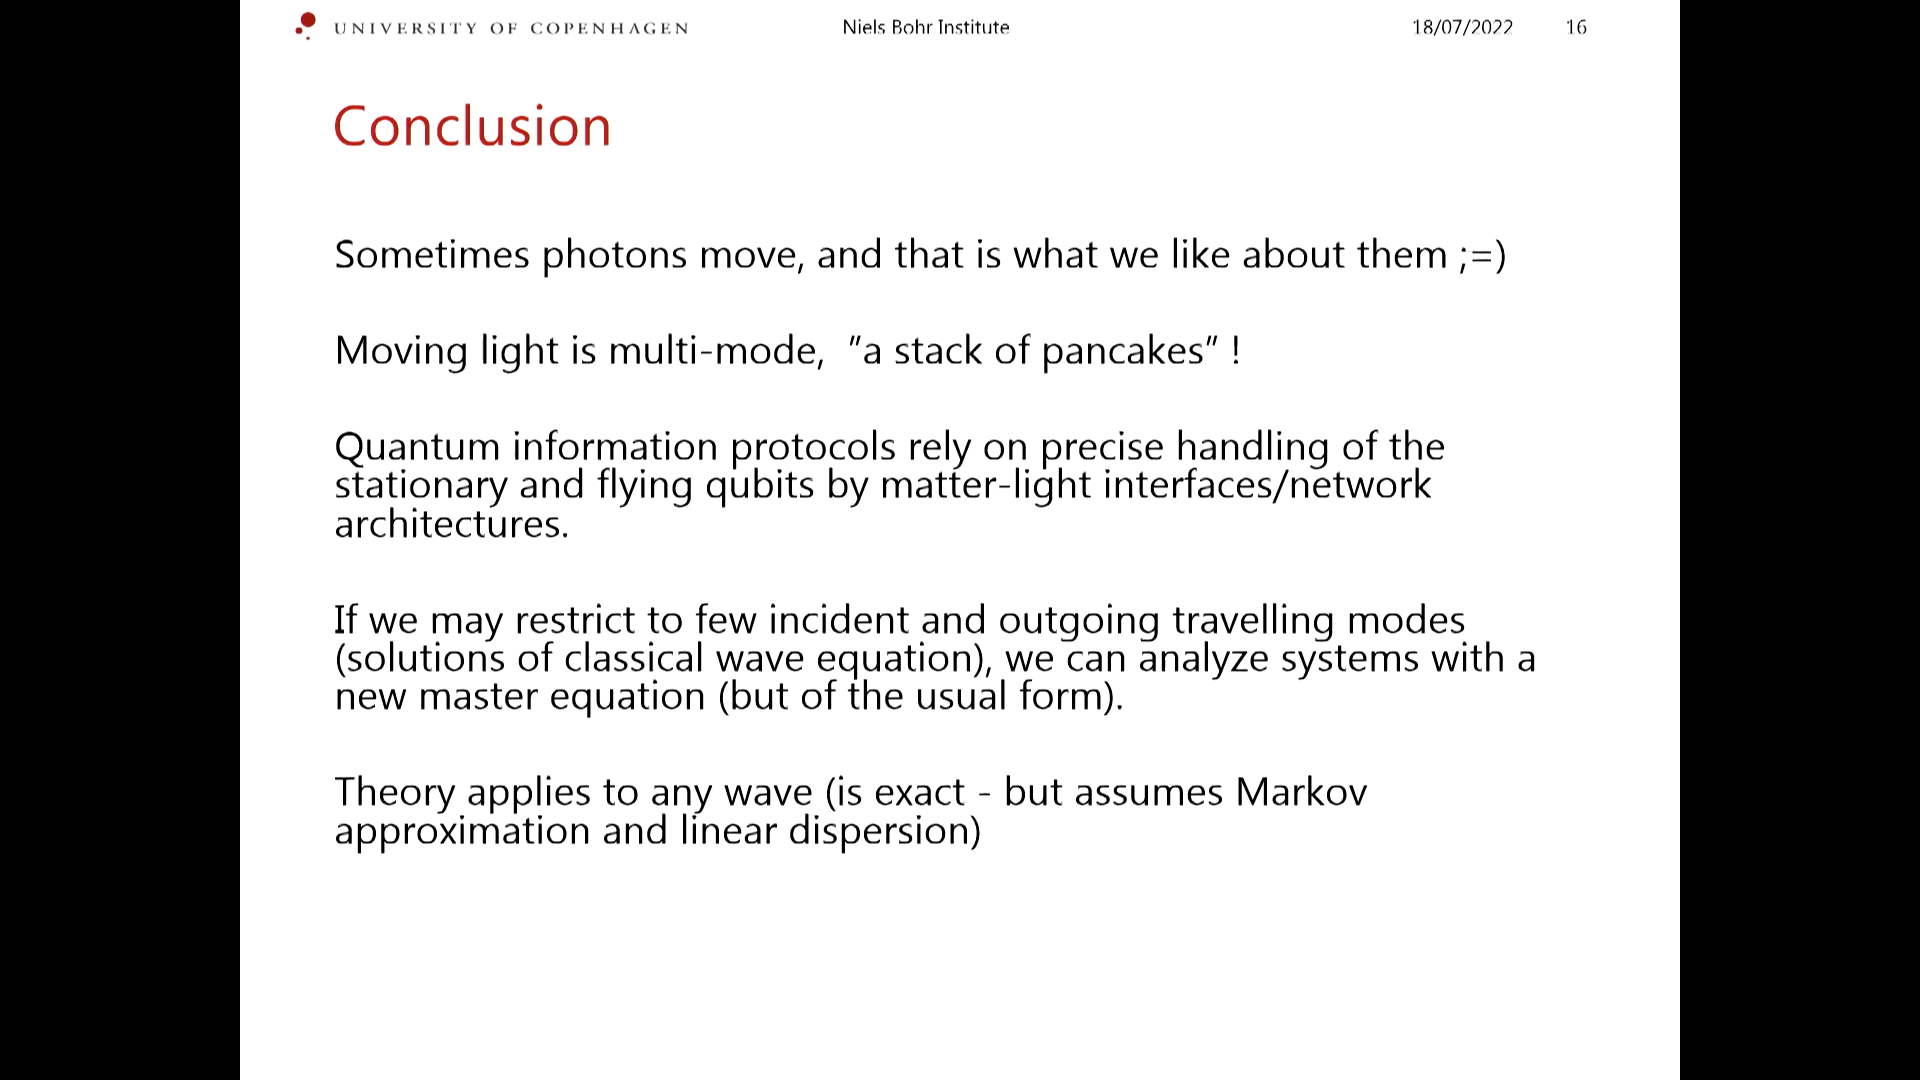 UNIVERSITY OF COPENHAGEN
Niels Bohr Institute
18/07/2022
16
Conclusion
Sometimes photons move, and that is what we like about them ;=)
Moving light is multi-mode,  ”a stack of pancakes” !
Quantum information protocols rely on precise handling of the
stationary and flying qubits by matter-light interfaces/network
architectures.
If we may restrict to few incident and outgoing travelling modes
(solutions of classical wave equation), we can analyze systems with a
new master equation (but of the usual form).
Theory applies to any wave (is exact - but assumes Markov
approximation and linear dispersion)